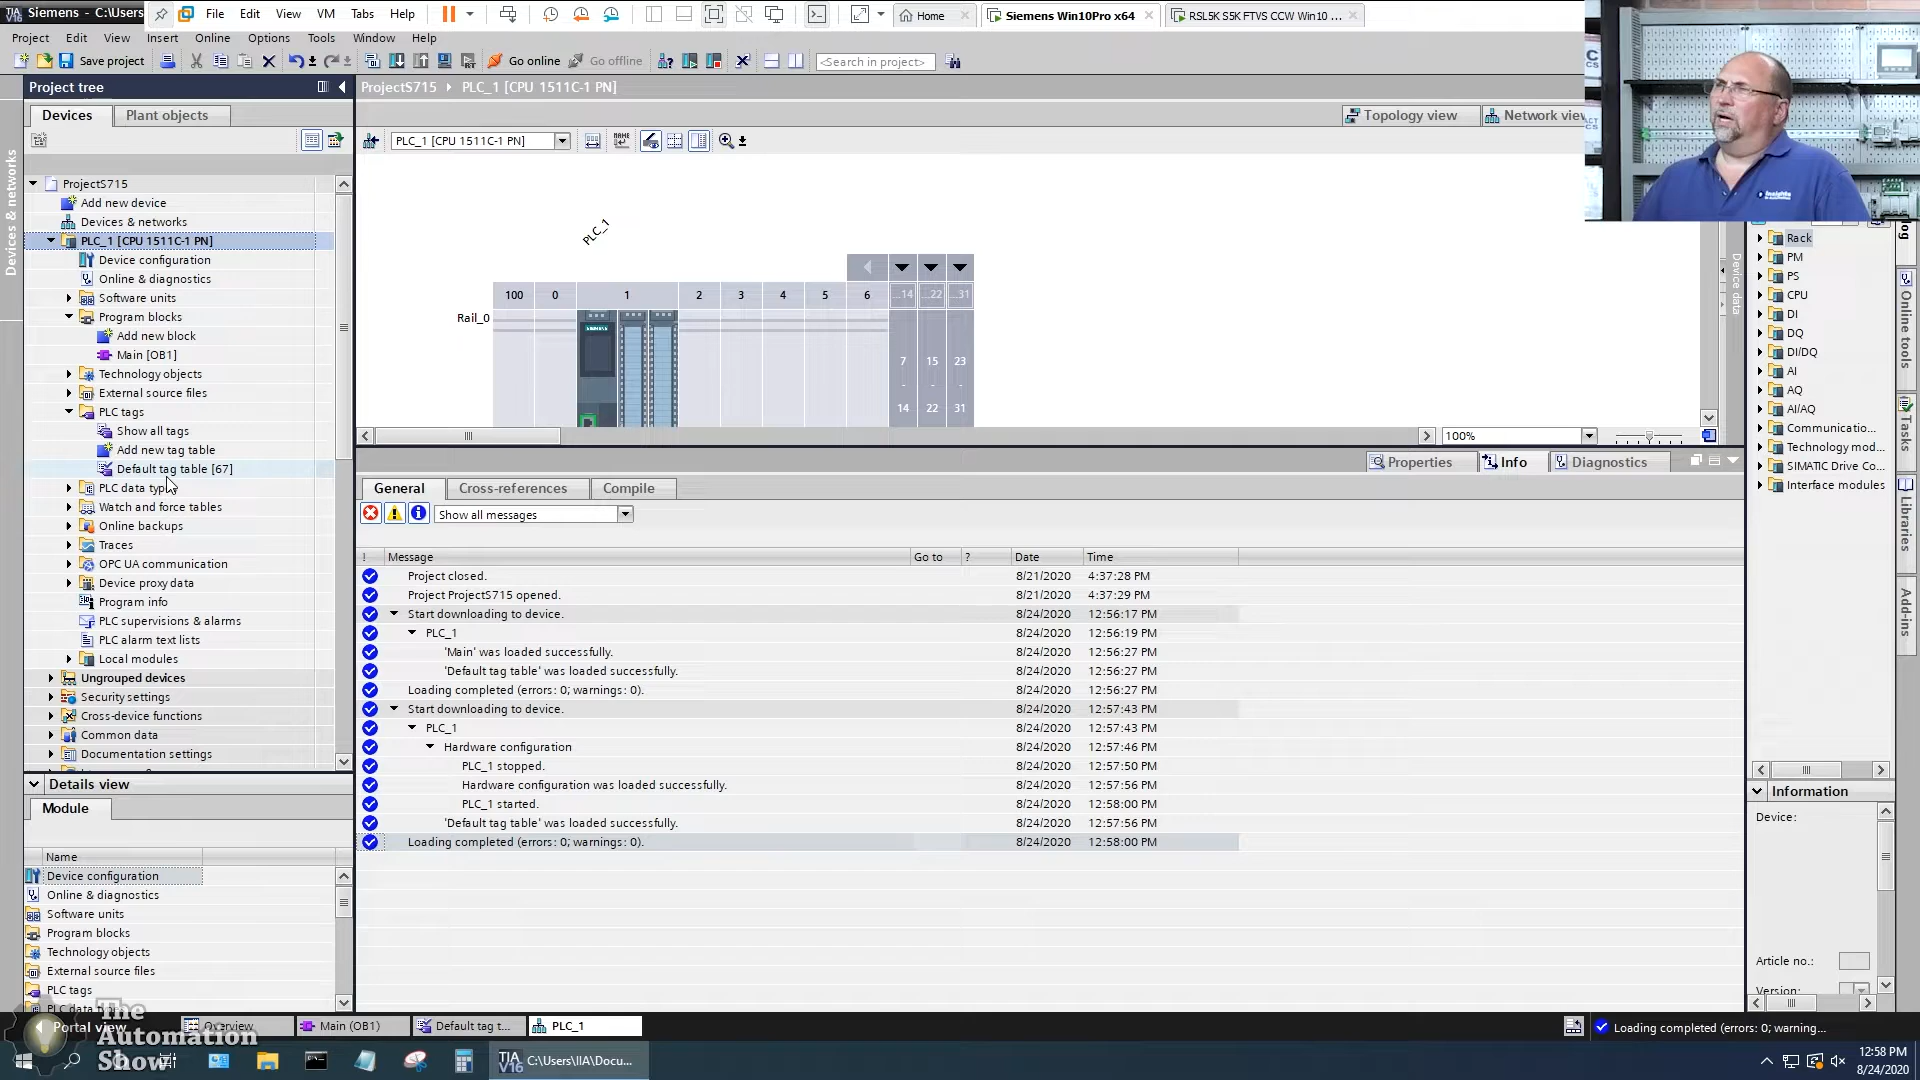 Siemens - C:\Users
File Edit View VM Tabs Help
Home
Siemens Win10Pro x64
RSL5K S5K FTVS CCW Win10 ...
Project Edit View Insert Online Options Tools Window Help
Save project
Go online
Go offline
<Search in project>
Project tree
ProjectS715 PLC_1 [CPU 1511C-1 PN]
Devices
Plant objects
Topology view
Network view
PLC_1 [CPU 1511C-1 PN]
Devices & networks
ProjectS715
Add new device
Devices & networks
PLC_1 [CPU 1511C-1 PN]
Device configuration
Online & diagnostics
Software units
Program blocks
Add new block
Main [OB1]
Technology objects
External source files
PLC tags
Show all tags
Add new tag table
Default tag table [67]
PLC data types
Watch and force tables
Online backups
Traces
OPC UA communication
Device proxy data
Program info
PLC supervisions & alarms
PLC alarm text lists
Local modules
Ungrouped devices
Security settings
Cross-device functions
Common data
Documentation settings
Details view
Module
Name
Device configuration
Online & diagnostics
Software units
Program blocks
Technology objects
External source files
PLC tags
PLC data types
PLC_1
100 0 1 2 3 4 5 6 ...14 ...22 ...31
Rail_0
SIEMENS
7 15 23
- - -
14 22 31
100%
Device data
Properties
Info
Diagnostics
General
Cross-references
Compile
Show all messages
! Message Go to ? Date Time
Project closed. 8/21/2020 4:37:28 PM
Project ProjectS715 opened. 8/21/2020 4:37:29 PM
Start downloading to device. 8/24/2020 12:56:17 PM
PLC_1 8/24/2020 12:56:19 PM
'Main' was loaded successfully. 8/24/2020 12:56:27 PM
'Default tag table' was loaded successfully. 8/24/2020 12:56:27 PM
Loading completed (errors: 0; warnings: 0). 8/24/2020 12:56:27 PM
Start downloading to device. 8/24/2020 12:57:43 PM
PLC_1 8/24/2020 12:57:43 PM
Hardware configuration 8/24/2020 12:57:46 PM
PLC_1 stopped. 8/24/2020 12:57:50 PM
Hardware configuration was loaded successfully. 8/24/2020 12:57:56 PM
PLC_1 started. 8/24/2020 12:58:00 PM
'Default tag table' was loaded successfully. 8/24/2020 12:57:56 PM
Loading completed (errors: 0; warnings: 0). 8/24/2020 12:58:00 PM
Rack
PM
PS
CPU
DI
DQ
DI/DQ
AI
AQ
AI/AQ
Communicatio...
Technology mod...
SIMATIC Drive Co...
Interface modules
Online tools
Tasks
Libraries
Add-ins
Information
Device:
Article no.:
Version:
The
Automation
Show
Portal view
Overview
Main (OB1)
Default tag t...
PLC_1
Loading completed (errors: 0; warning...
TIA V16
C:\Users\IIA\Docu...
12:58 PM
8/24/2020